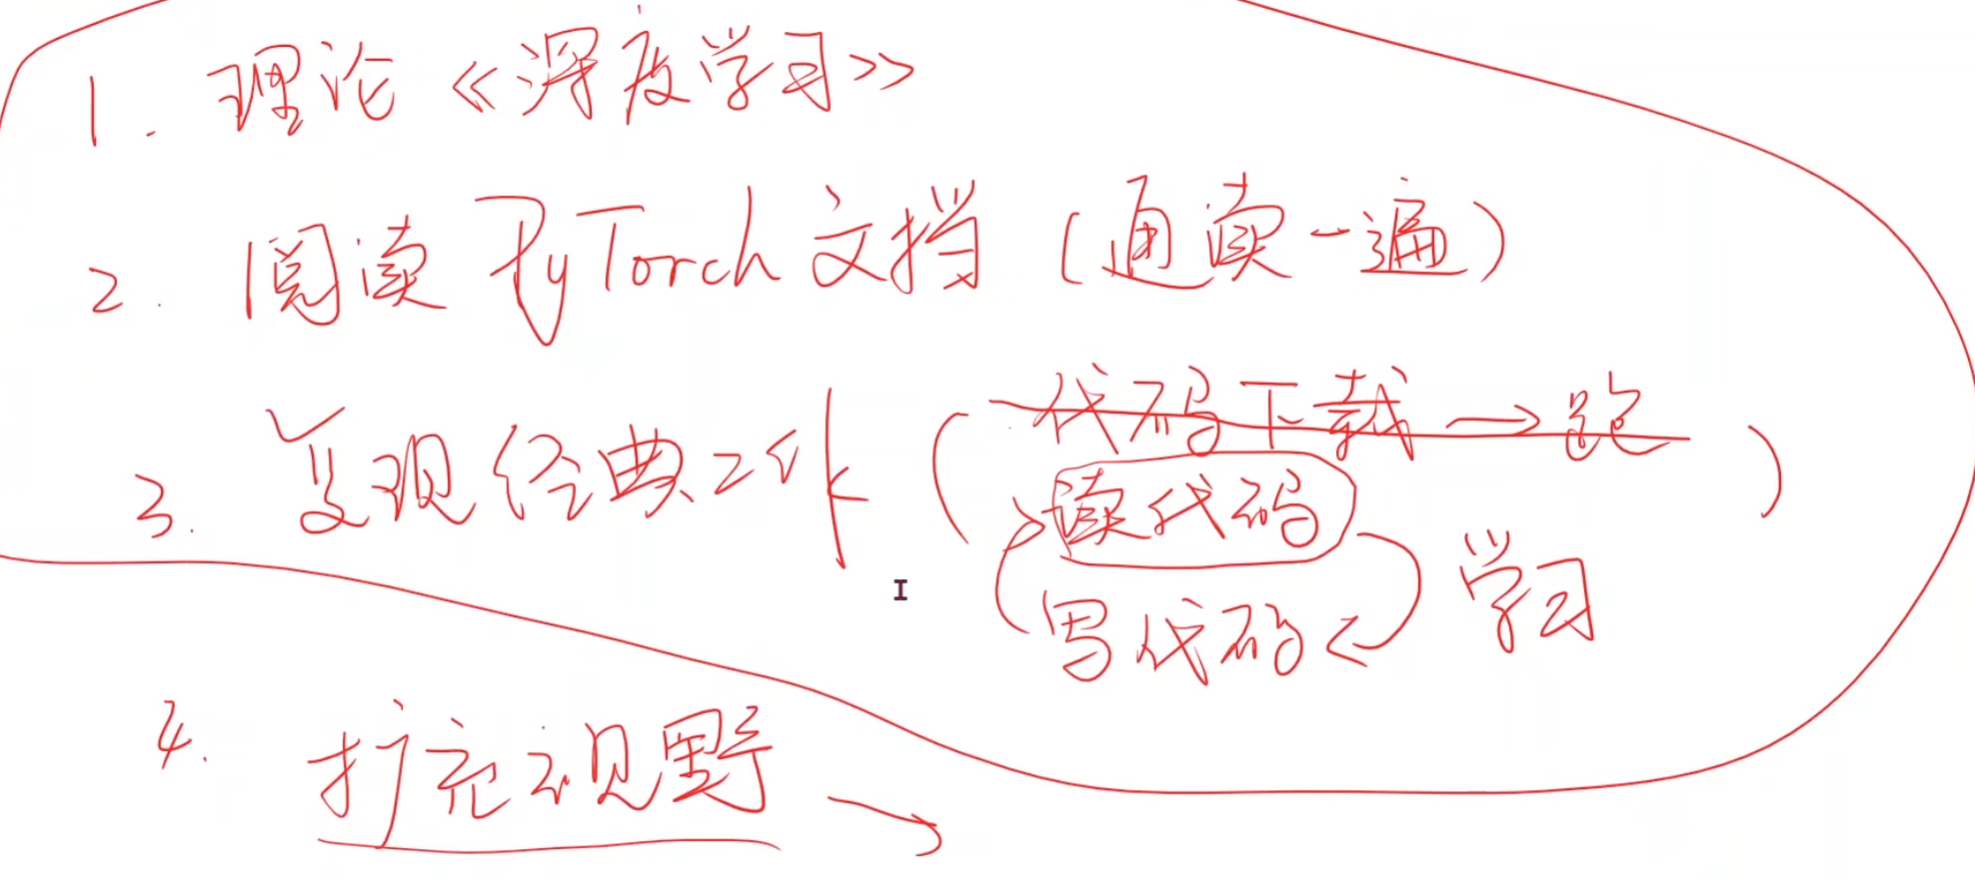 1. 理论《深度学习》
2. 阅读 PyTorch 文档 (通读一遍)
3. 复现经典工作 ( 代码下载 → 跑 )
读代码
写代码 学习
4. 扩充视野 →